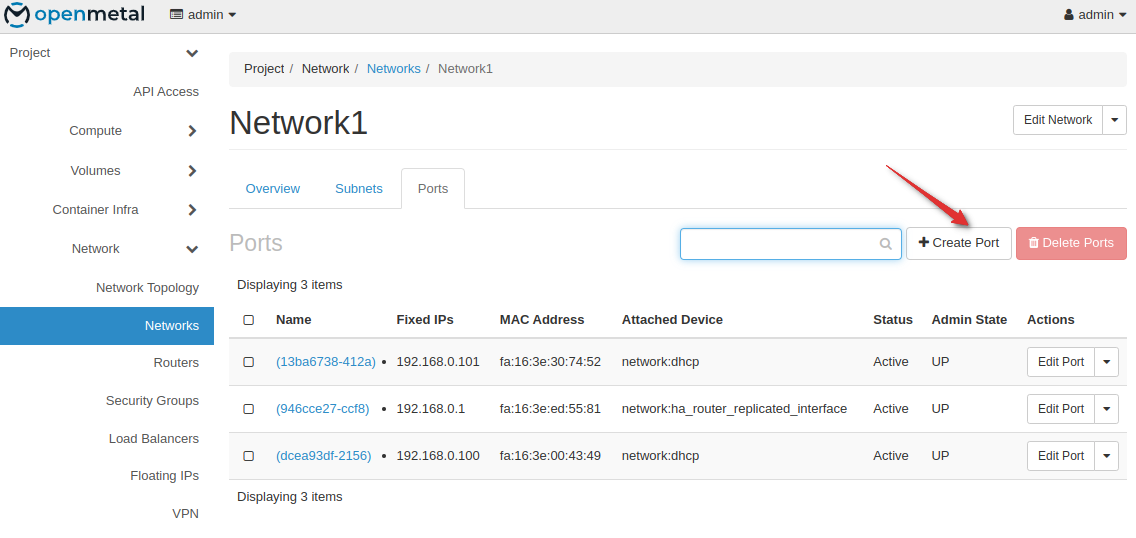 openmetal admin admin
Project
API Access
Compute
Volumes
Container Infra
Network
Network Topology
Networks
Routers
Security Groups
Load Balancers
Floating IPs
VPN
Project / Network / Networks / Network1
Network1 Edit Network
Overview Subnets Ports
Ports Create Port Delete Ports
Displaying 3 items
Name Fixed IPs MAC Address Attached Device Status Admin State Actions
(13ba6738-412a) • 192.168.0.101 fa:16:3e:30:74:52 network:dhcp Active UP Edit Port
(946cce27-ccf8) • 192.168.0.1 fa:16:3e:ed:55:81 network:ha_router_replicated_interface Active UP Edit Port
(dcea93df-2156) • 192.168.0.100 fa:16:3e:00:43:49 network:dhcp Active UP Edit Port
Displaying 3 items